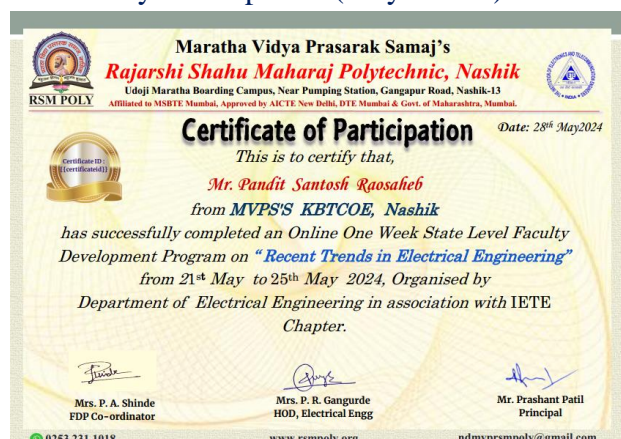 Maratha Vidya Prasarak Samaj's
Rajarshi Shahu Maharaj Polytechnic, Nashik
Udoji Maratha Boarding Campus, Near Pumping Station, Gangapur Road, Nashik-13
Affiliated to MSBTE Mumbai, Approved by AICTE New Delhi, DTE Mumbai & Govt. of Maharashtra, Mumbai.
RSM POLY
Certificate of Participation
Date: 28th May2024
Certificate ID :
{{certificateid}}
This is to certify that,
Mr. Pandit Santosh Raosaheb
from MVPS'S KBTCOE, Nashik
has successfully completed an Online One Week State Level Faculty
Development Program on "Recent Trends in Electrical Engineering"
from 21st May to 25th May 2024, Organised by
Department of Electrical Engineering in association with IETE
Chapter.
Mrs. P. A. Shinde
FDP Co-ordinator
Mrs. P. R. Gangurde
HOD, Electrical Engg
Mr. Prashant Patil
Principal
0253 231 1018
www.rsmpoly.org
ndmvprsmpoly@gmail.com